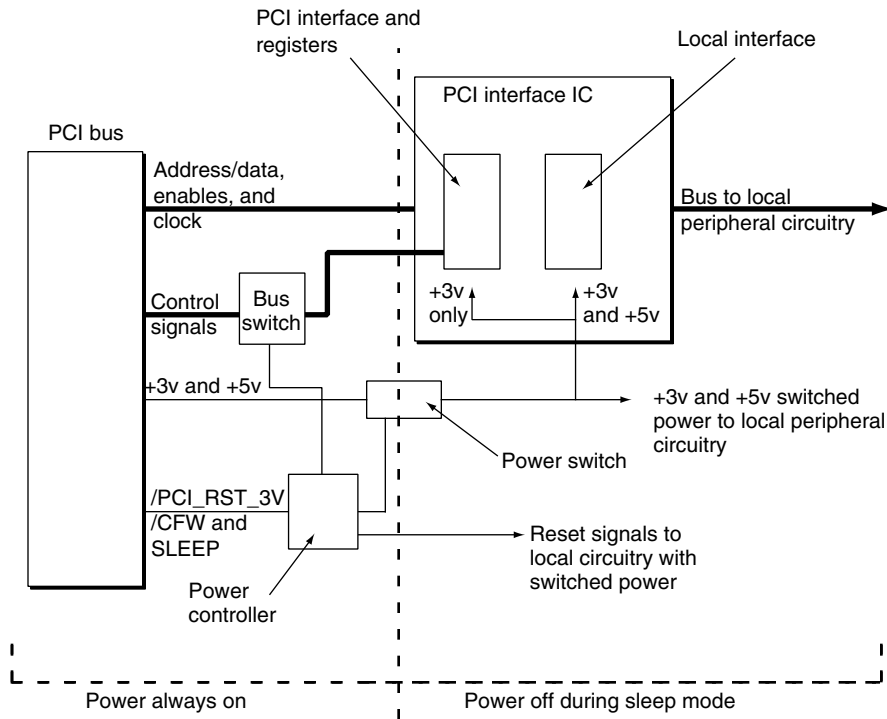 PCI interface and
registers
Local interface
PCI interface IC
PCI bus
Address/data,
enables, and
clock
Bus to local
peripheral circuitry
+3v
only
+3v
and +5v
Control
signals
Bus
switch
+3v and +5v
+3v and +5v switched
power to local peripheral
circuitry
Power switch
/PCI_RST_3V
/CFW and
SLEEP
Reset signals to
local circuitry with
switched power
Power
controller
Power always on
Power off during sleep mode